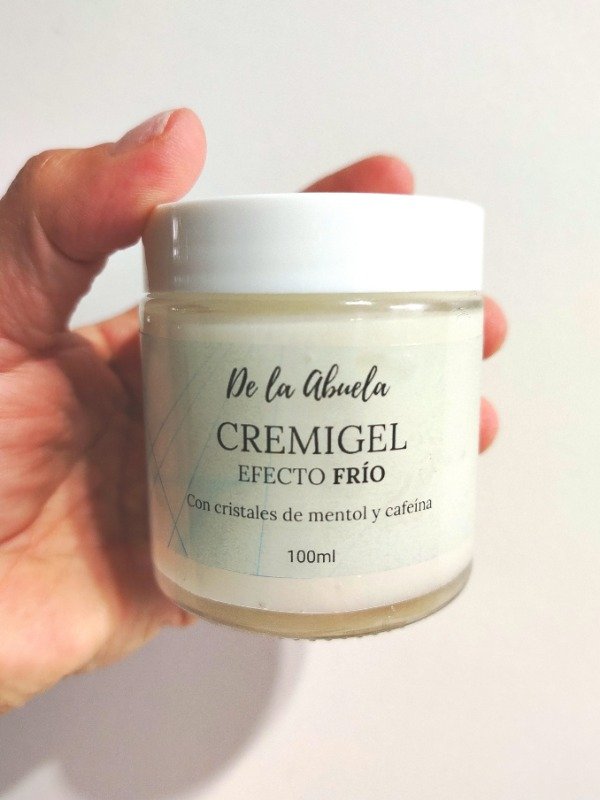 De la Abuela
CREMIGEL
EFECTO FRÍO
Con cristales de mentol y cafeína
100ml